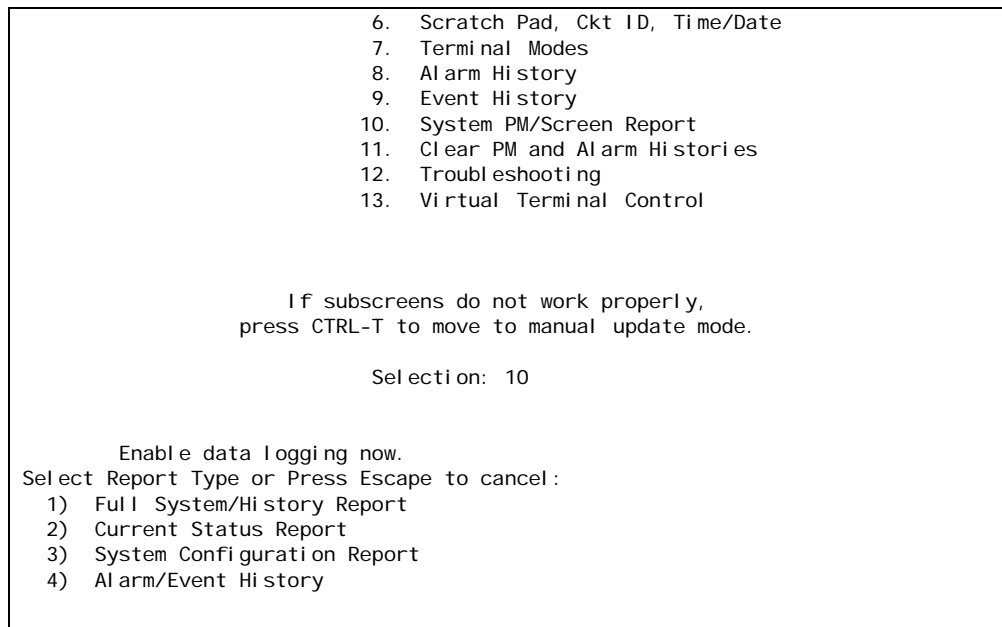 6. Scratch Pad, Ckt ID, Time/Date
7. Terminal Modes
8. Alarm History
9. Event History
10. System PM/Screen Report
11. Clear PM and Alarm Histories
12. Troubleshooting
13. Virtual Terminal Control
If subscreens do not work properly,
press CTRL-T to move to manual update mode.
Selection: 10
Enable data logging now.
Select Report Type or Press Escape to cancel:
1) Full System/History Report
2) Current Status Report
3) System Configuration Report
4) Alarm/Event History